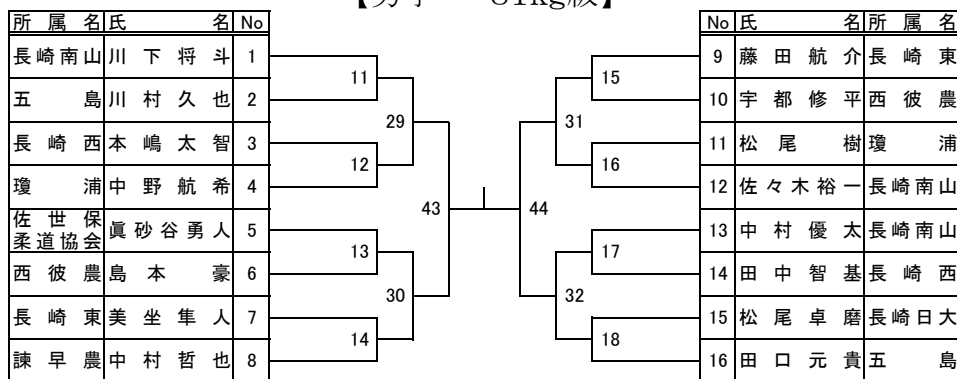 kg級】
所属名 氏名 No
長崎南山 川下将斗 1
五島 川村久也 2
長崎西 本嶋太智 3
瓊浦 中野航希 4
佐世保
柔道協会 眞砂谷勇人 5
西彼農 島本豪 6
長崎東 美坐隼人 7
諫早農 中村哲也 8
11
12
13
14
29
30
43
44
31
32
15
16
17
18
No 氏名 所属名
9 藤田航介 長崎東
10 宇都修平 西彼農
11 松尾樹 瓊浦
12 佐々木裕一 長崎南山
13 中村優太 長崎南山
14 田中智基 長崎西
15 松尾卓磨 長崎日大
16 田口元貴 五島